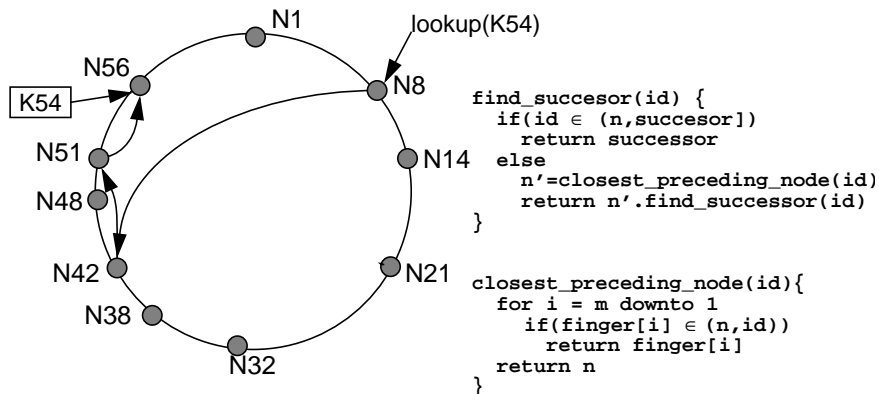 N1
lookup(K54)
N56
N8
K54
N51
N14
N48
N42
N21
N38
N32
find_succesor(id) {
if(id ∈ (n,succesor])
return successor
else
n'=closest_preceding_node(id)
return n'.find_successor(id)
}
closest_preceding_node(id){
for i = m downto 1
if(finger[i] ∈ (n,id))
return finger[i]
return n
}